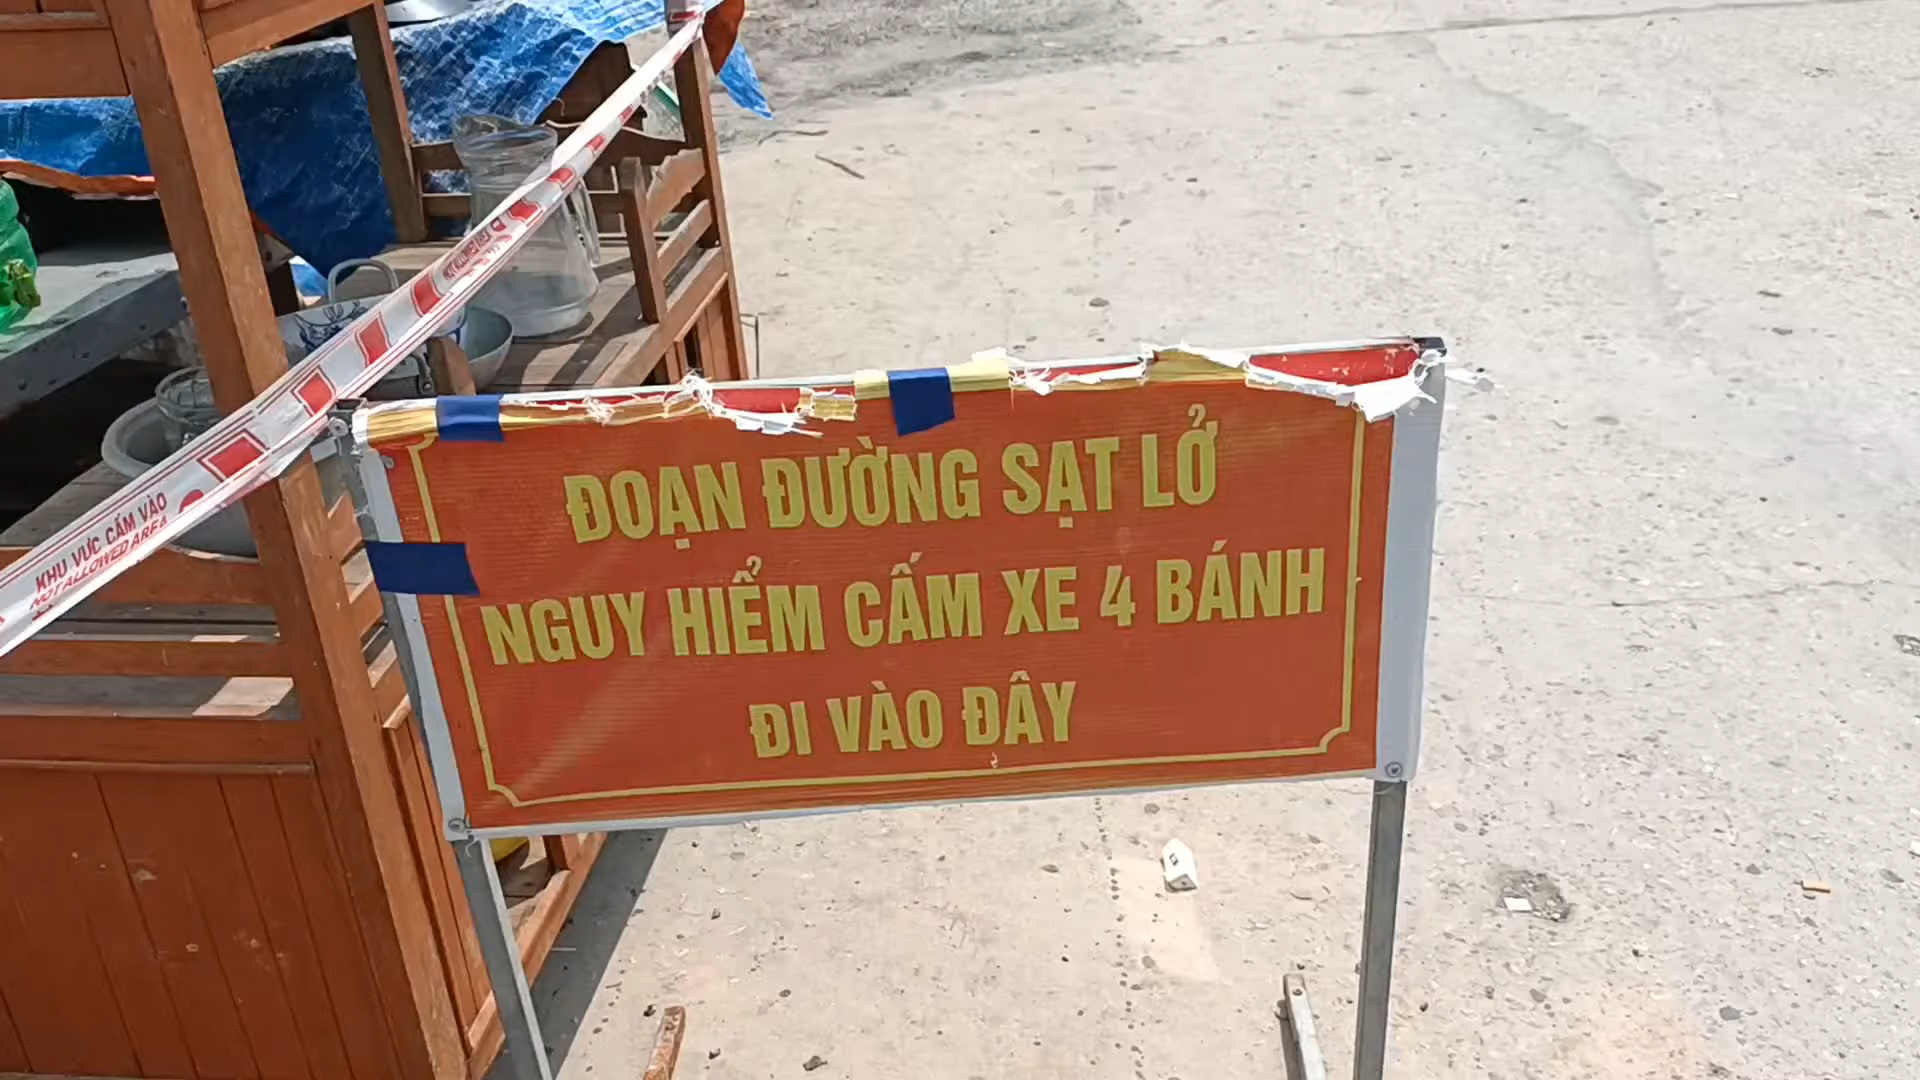 ĐOẠN ĐƯỜNG SẠT LỞ
NGUY HIỂM CẤM XE 4 BÁNH
ĐI VÀO ĐÂY
KHU VỰC CẤM VÀO
NOT ALLOWED AREA